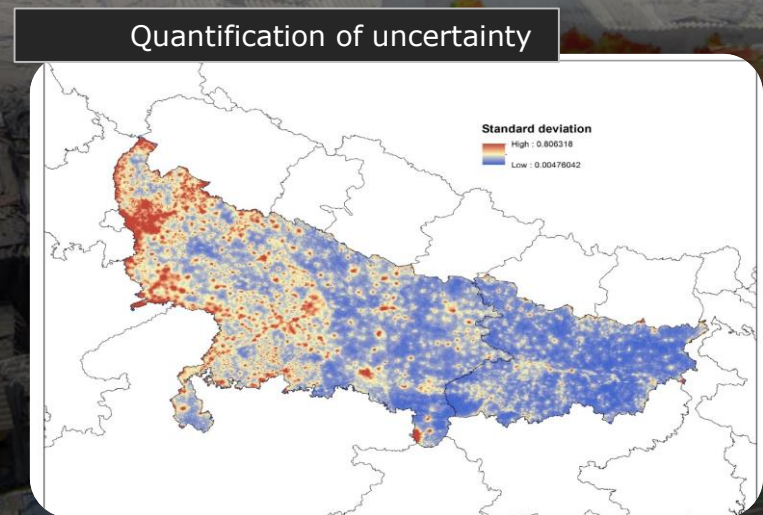 Quantification of uncertainty
Standard deviation
High : 0.806318
Low : 0.00476042